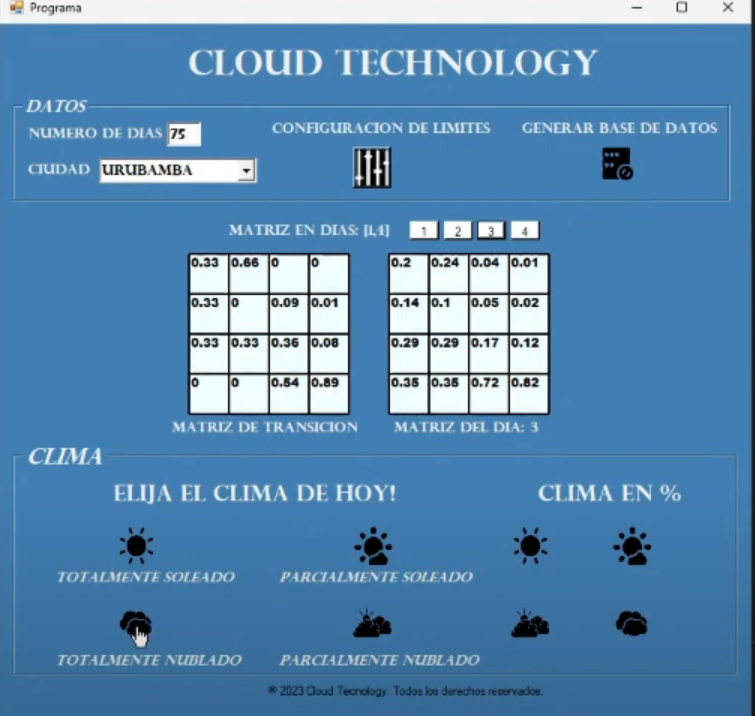 Programa
CLOUD TECHNOLOGY
DATOS
NUMERO DE DIAS 75
CONFIGURACION DE LIMITES
GENERAR BASE DE DATOS
CIUDAD URUBAMBA
MATRIZ EN DIAS: [1,4] 1 2 3 4
0.33 0.66 0 0
0.33 0 0.09 0.01
0.33 0.33 0.36 0.08
0 0 0.54 0.89
MATRIZ DE TRANSICION
0.2 0.24 0.04 0.01
0.14 0.1 0.05 0.02
0.29 0.29 0.17 0.12
0.35 0.35 0.72 0.82
MATRIZ DEL DIA: 3
CLIMA
ELIJA EL CLIMA DE HOY!
CLIMA EN %
TOTALMENTE SOLEADO
PARCIALMENTE SOLEADO
TOTALMENTE NUBLADO
PARCIALMENTE NUBLADO
® 2023 Cloud Tecnology. Todos los derechos reservados.